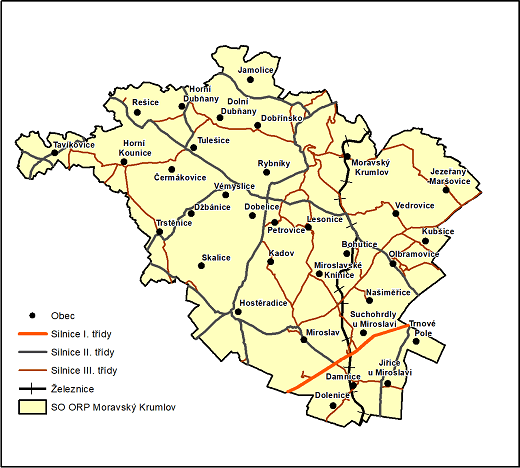 Jamolice
Rešice
Horní
Dubňany
Dolní
Dubňany
Dobřínsko
Tavíkovice
Horní
Kounice
Tulešice
Čermákovice
Rybníky
Moravský
Krumlov
Jezeřany
Maršovice
Vémyslice
Džbánice
Dobelice
Vedrovice
Trstěnice
Petrovice
Lesonice
Kubšice
Bohutice
Olbramovice
Skalice
Kadov
Miroslavské
Knínice
Našiměřice
Hostěradice
Suchohrdly
u Miroslavi
Trnové
Pole
Miroslav
Jiřice
u Miroslavi
Damnice
Dolenice
Obec
Silnice I. třídy
Silnice II. třídy
Silnice III. třídy
Železnice
SO ORP Moravský Krumlov